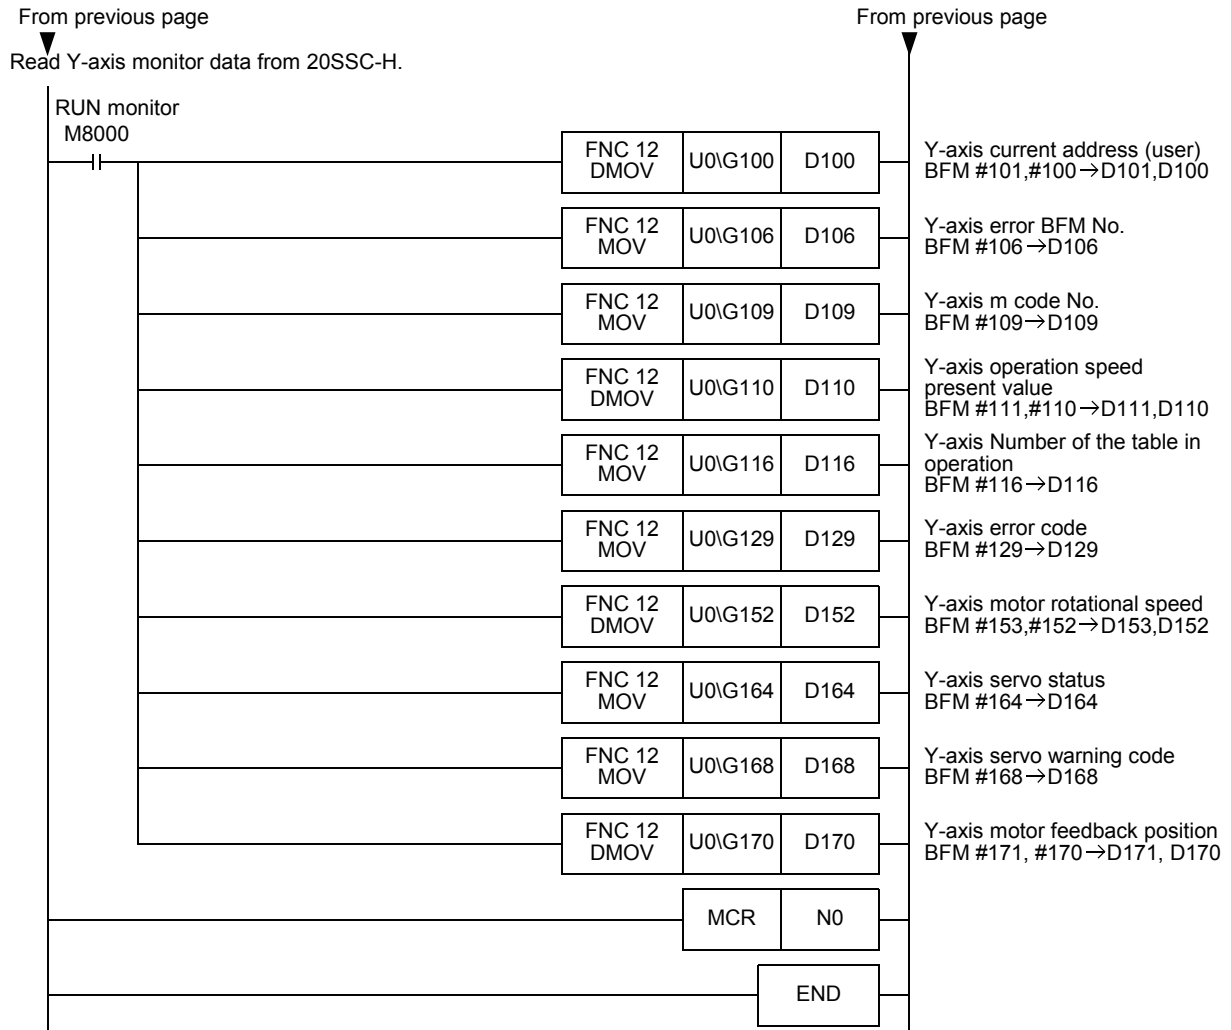 From previous page
From previous page
Read Y-axis monitor data from 20SSC-H.
RUN monitor
M8000
FNC 12
DMOV
U0\G100
D100
Y-axis current address (user)
BFM #101,#100→D101,D100
FNC 12
MOV
U0\G106
D106
Y-axis error BFM No.
BFM #106→D106
FNC 12
MOV
U0\G109
D109
Y-axis m code No.
BFM #109→D109
FNC 12
DMOV
U0\G110
D110
Y-axis operation speed
present value
BFM #111,#110→D111,D110
FNC 12
MOV
U0\G116
D116
Y-axis Number of the table in
operation
BFM #116→D116
FNC 12
MOV
U0\G129
D129
Y-axis error code
BFM #129→D129
FNC 12
DMOV
U0\G152
D152
Y-axis motor rotational speed
BFM #153,#152→D153,D152
FNC 12
MOV
U0\G164
D164
Y-axis servo status
BFM #164→D164
FNC 12
MOV
U0\G168
D168
Y-axis servo warning code
BFM #168→D168
FNC 12
DMOV
U0\G170
D170
Y-axis motor feedback position
BFM #171, #170→D171, D170
MCR
N0
END